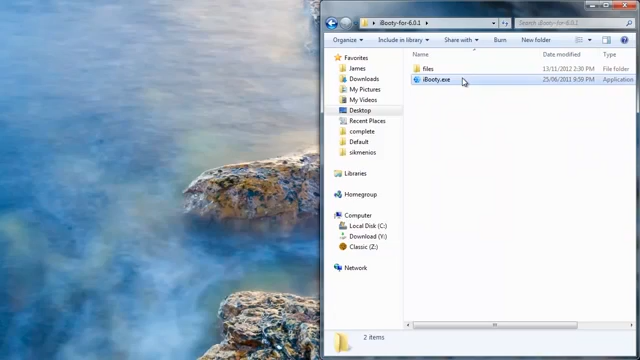 iBooty-for-6.0.1
Search iBooty-for-6.0.1
Organize Include in library Share with Burn New folder
Name Date modified Type
files 13/11/2012 2:30 PM File folder
iBooty.exe 25/06/2011 9:59 PM Application
Favorites
James
Downloads
My Pictures
My Videos
Desktop
Recent Places
complete
Default
sikmenios
Libraries
Homegroup
Computer
Local Disk (C:)
Download (Y:)
Classic (Z:)
Network
2 items